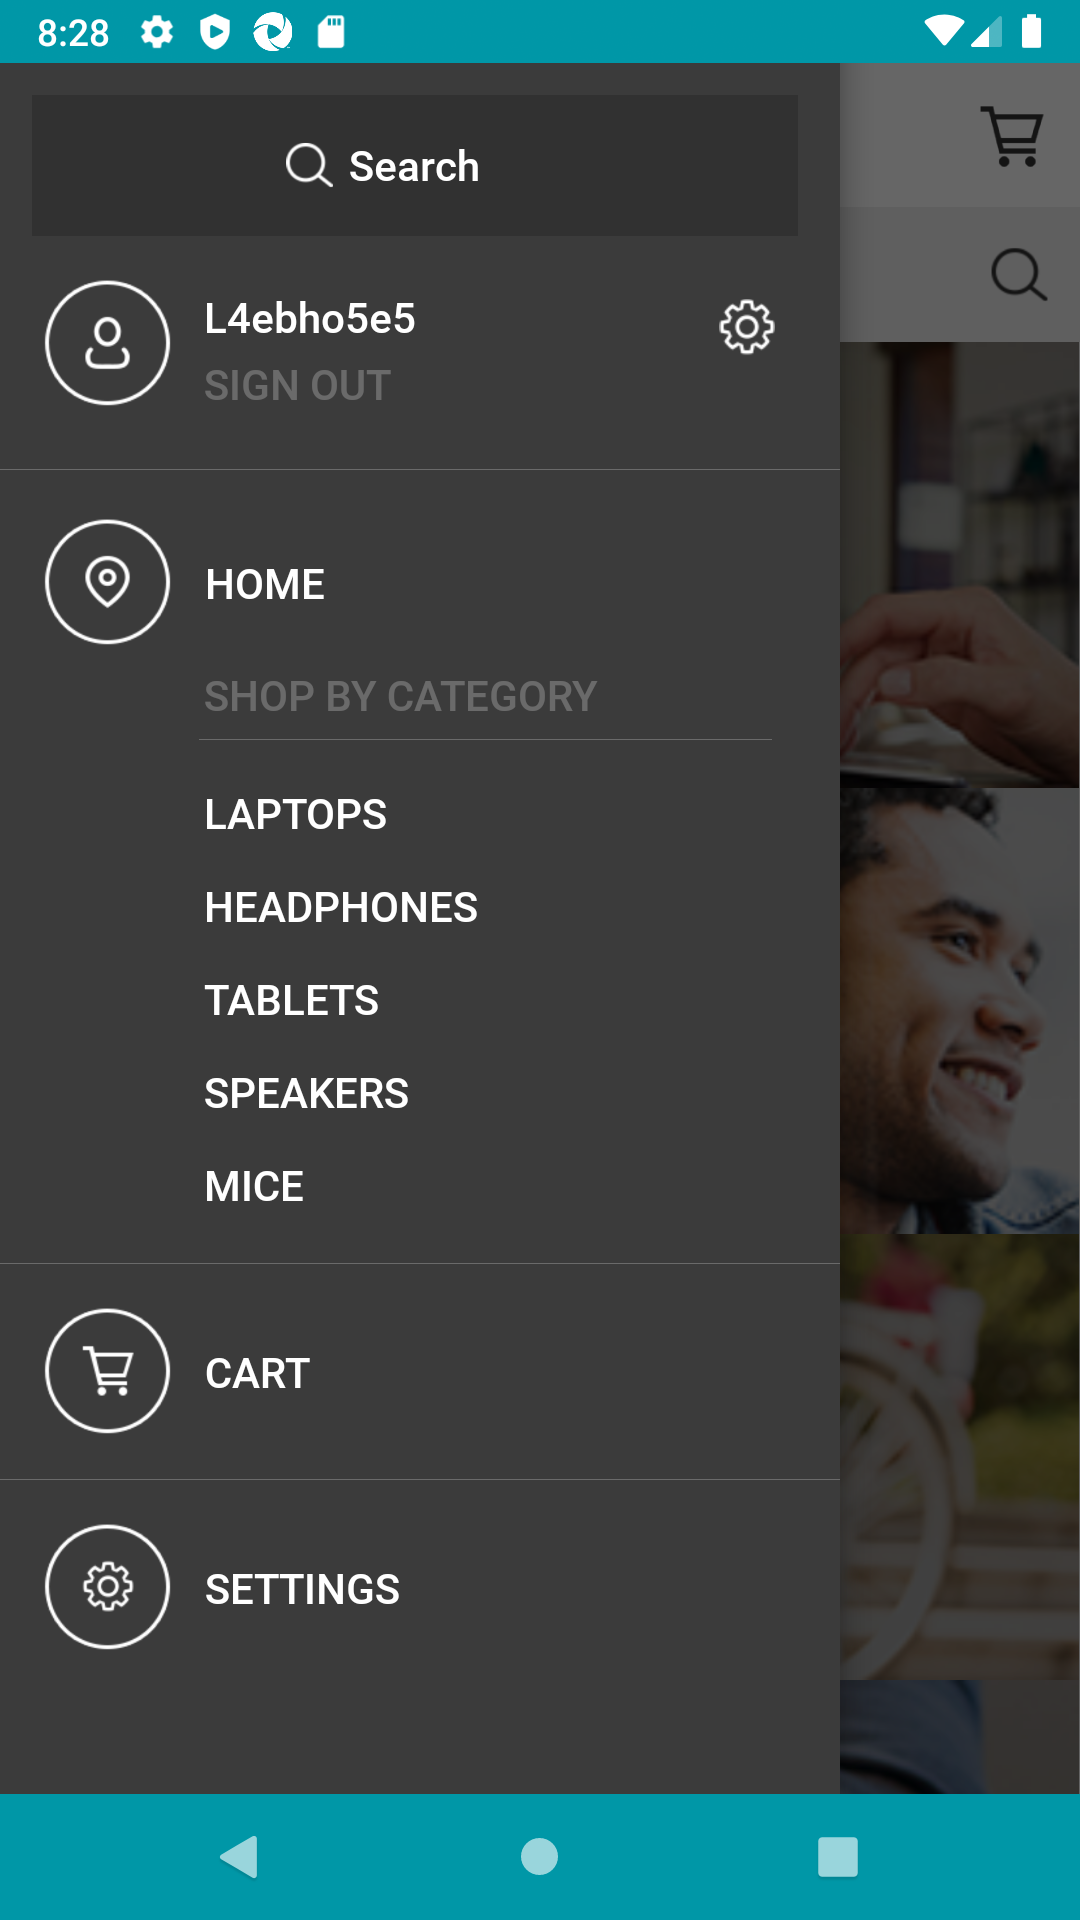 8:28
Search
L4ebho5e5
SIGN OUT
HOME
SHOP BY CATEGORY
LAPTOPS
HEADPHONES
TABLETS
SPEAKERS
MICE
CART
SETTINGS